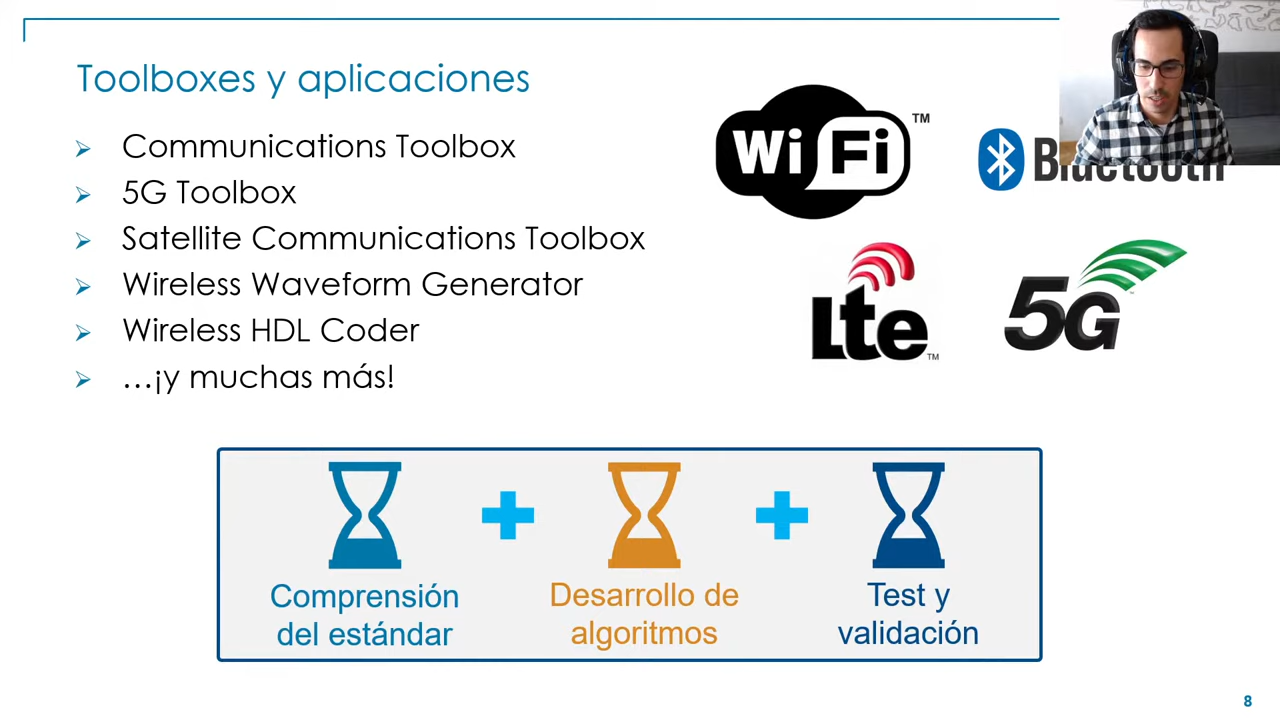 Toolboxes y aplicaciones
Communications Toolbox
5G Toolbox
Satellite Communications Toolbox
Wireless Waveform Generator
Wireless HDL Coder
…¡y muchas más!
Wi Fi ™
Bluetooth
Lte ™
5G
Comprensión
del estándar
Desarrollo de
algoritmos
Test y
validación
8